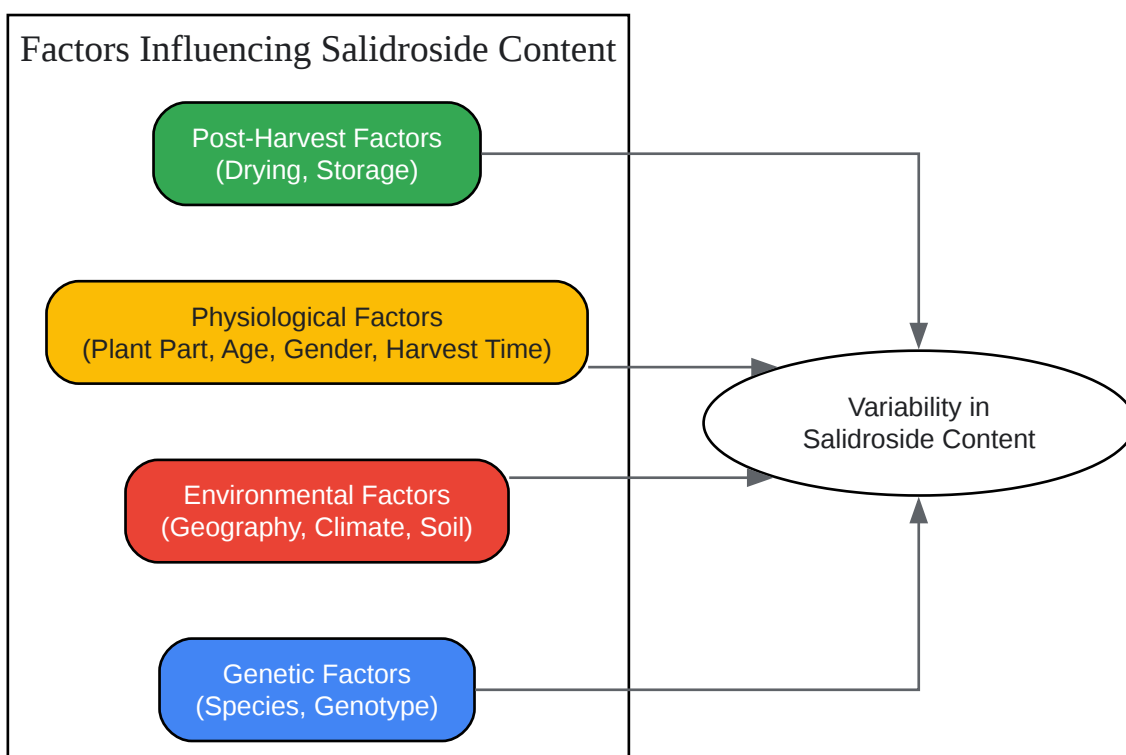 Factors Influencing Salidroside Content
Post-Harvest Factors
(Drying, Storage)
Physiological Factors
(Plant Part, Age, Gender, Harvest Time)
Variability in
Salidroside Content
Environmental Factors
(Geography, Climate, Soil)
Genetic Factors
(Species, Genotype)